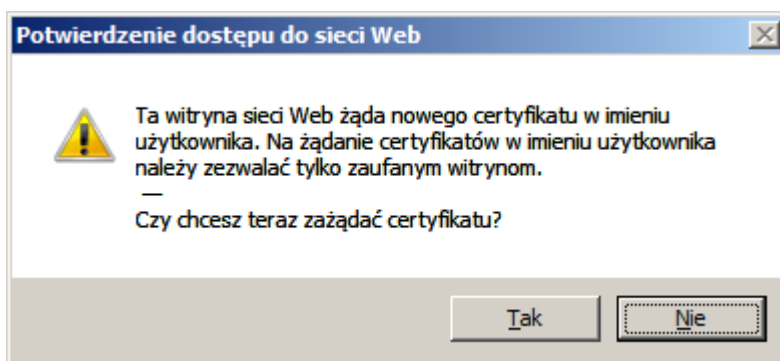 Potwierdzenie dostępu do sieci Web
Ta witryna sieci Web żąda nowego certyfikatu w imieniu
użytkownika. Na żądanie certyfikatów w imieniu użytkownika
należy zezwalać tylko zaufanym witrynom.
—
Czy chcesz teraz zażądać certyfikatu?
Tak
Nie